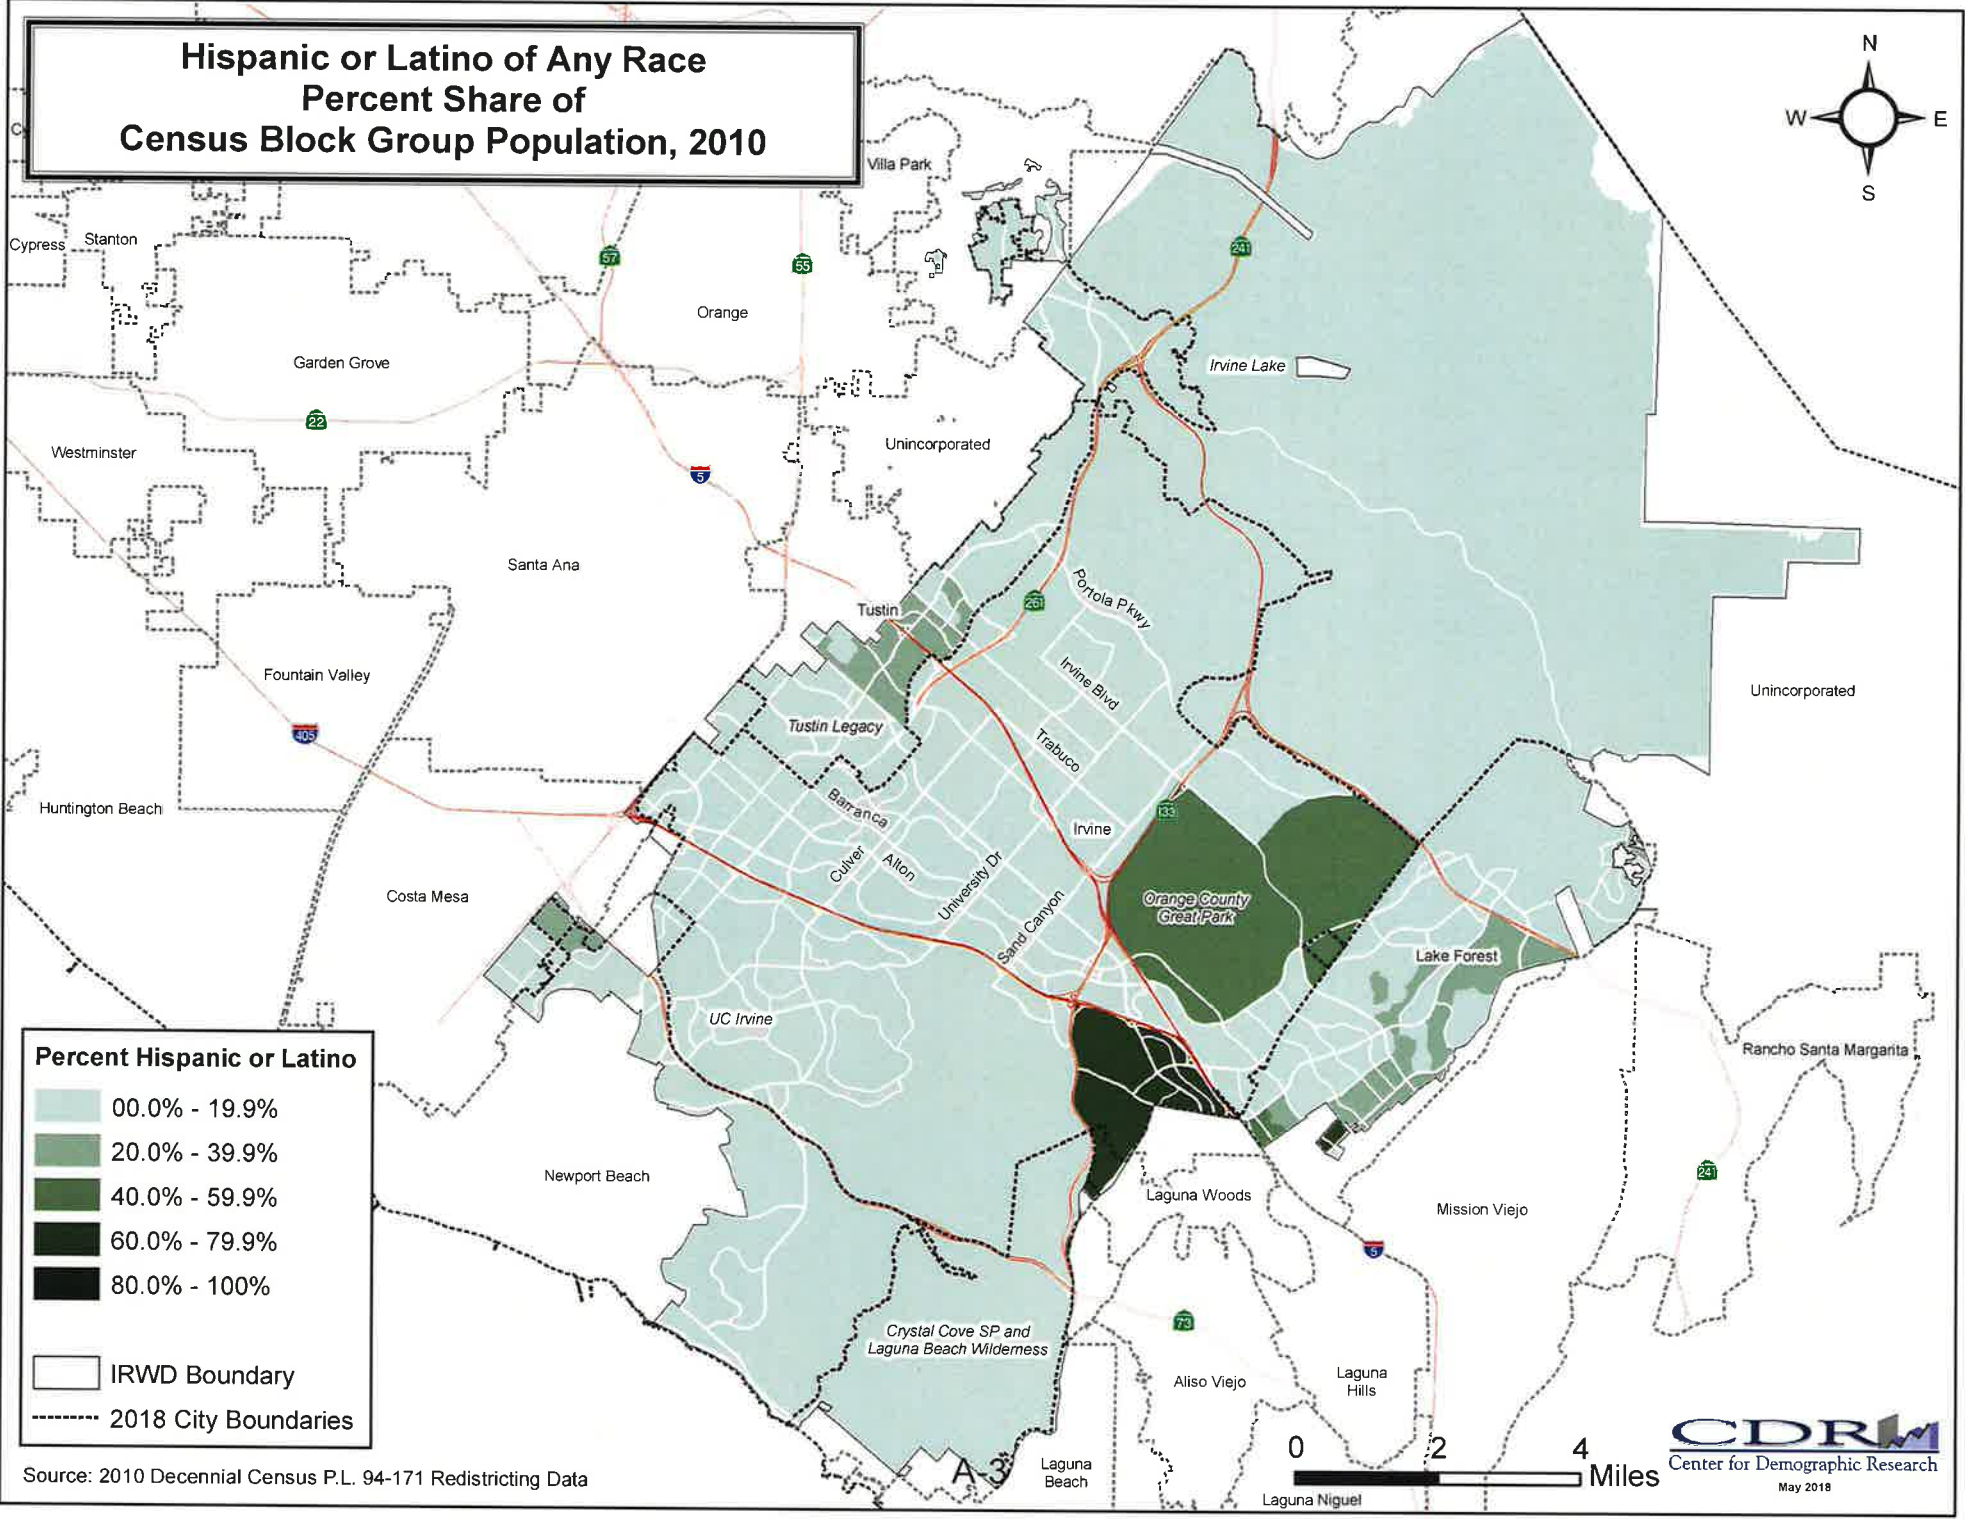 Hispanic or Latino of Any Race
Percent Share of
Census Block Group Population, 2010
N
W
E
S
Villa Park
Cypress
Stanton
57
55
241
Orange
Garden Grove
Irvine Lake
22
Westminster
Unincorporated
5
Santa Ana
Portola Pkwy
261
Tustin
Fountain Valley
Irvine Blvd
Unincorporated
405
Tustin Legacy
Trabuco
Huntington Beach
Barranca
133
Irvine
Culver
Alton
University Dr
Costa Mesa
Sand Canyon
Orange County
Great Park
Lake Forest
UC Irvine
Rancho Santa Margarita
Percent Hispanic or Latino
00.0% - 19.9%
20.0% - 39.9%
40.0% - 59.9%
60.0% - 79.9%
80.0% - 100%
IRWD Boundary
2018 City Boundaries
Newport Beach
Laguna Woods
Mission Viejo
241
5
73
Crystal Cove SP and
Laguna Beach Wilderness
Aliso Viejo
Laguna
Hills
A-3
Laguna
Beach
Laguna Niguel
0 2 4
Miles
CDR
Center for Demographic Research
May 2018
Source: 2010 Decennial Census P.L. 94-171 Redistricting Data